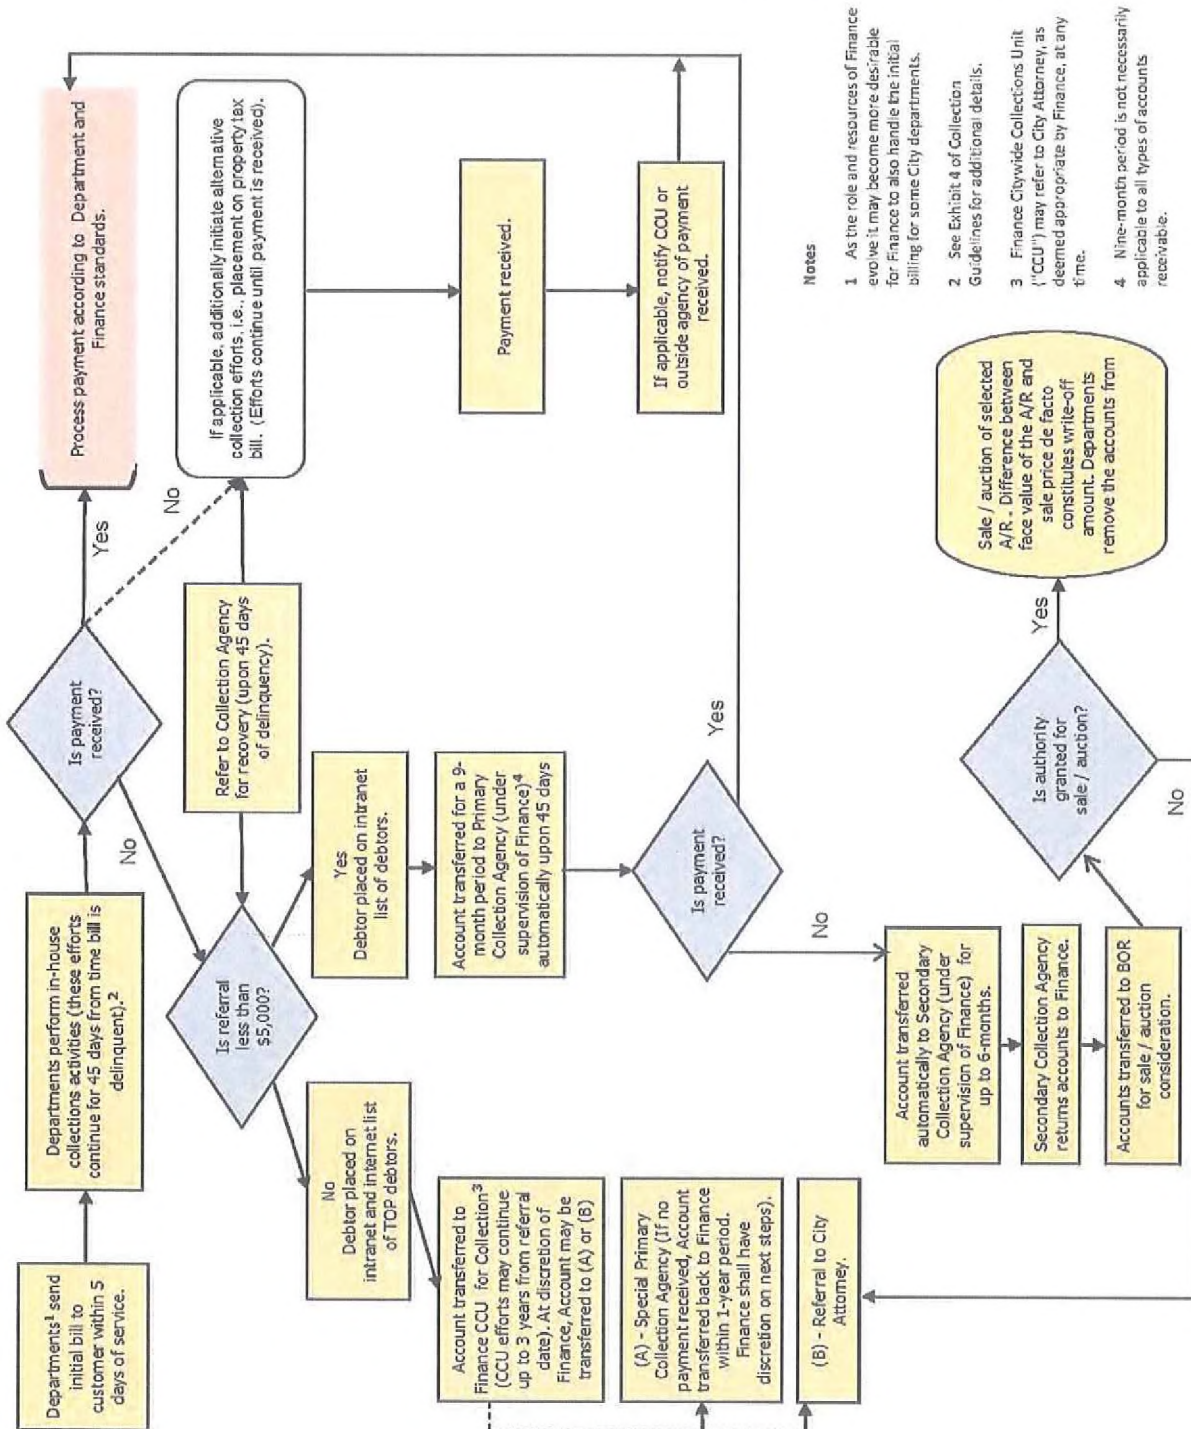 Departments¹ send
initial bill to
customer within 5
days of service.
Departments perform in-house
collections activities (these efforts
continue for 45 days from time bill is
delinquent).²
Is payment
received?
Yes
Process payment according to Department and
Finance standards.
No
No
Refer to Collection Agency
for recovery (upon 45 days
of delinquency).
If applicable, additionally initiate alternative
collection efforts, i.e., placement on property tax
bill. (Efforts continue until payment is received).
Is referral
less than
$5,000?
No
Debtor placed on
intranet and internet list
of TOP debtors.
Yes
Debtor placed on intranet
list of debtors.
Payment received.
Account transferred to
Finance CCU for Collection³
(CCU efforts may continue
up to 3 years from referral
date). At discretion of
Finance, Account may be
transferred to (A) or (B)
Account transferred for a 9-
month period to Primary
Collection Agency (under
supervision of Finance)⁴
automatically upon 45 days
If applicable, notify CCU or
outside agency of payment
received.
(A) - Special Primary
Collection Agency (If no
payment received, Account
transferred back to Finance
within 1-year period.
Finance shall have
discretion on next steps).
Is payment
received?
Yes
No
(B) - Referral to City
Attorney.
Account transferred
automatically to Secondary
Collection Agency (under
supervision of Finance) for
up to 6-months.
Secondary Collection Agency
returns accounts to Finance.
Accounts transferred to BOR
for sale / auction
consideration.
Is authority
granted for
sale / auction?
Yes
No
Sale / auction of selected
A/R. Difference between
face value of the A/R and
sale price de facto
constitutes write-off
amount. Departments
remove the accounts from
Notes
1 As the role and resources of Finance
evolve it may become more desirable
for Finance to also handle the initial
billing for some City departments.
2 See Exhibit 4 of Collection
Guidelines for additional details.
3 Finance Citywide Collections Unit
("CCU") may refer to City Attorney, as
deemed appropriate by Finance, at any
time.
4 Nine-month period is not necessarily
applicable to all types of accounts
receivable.